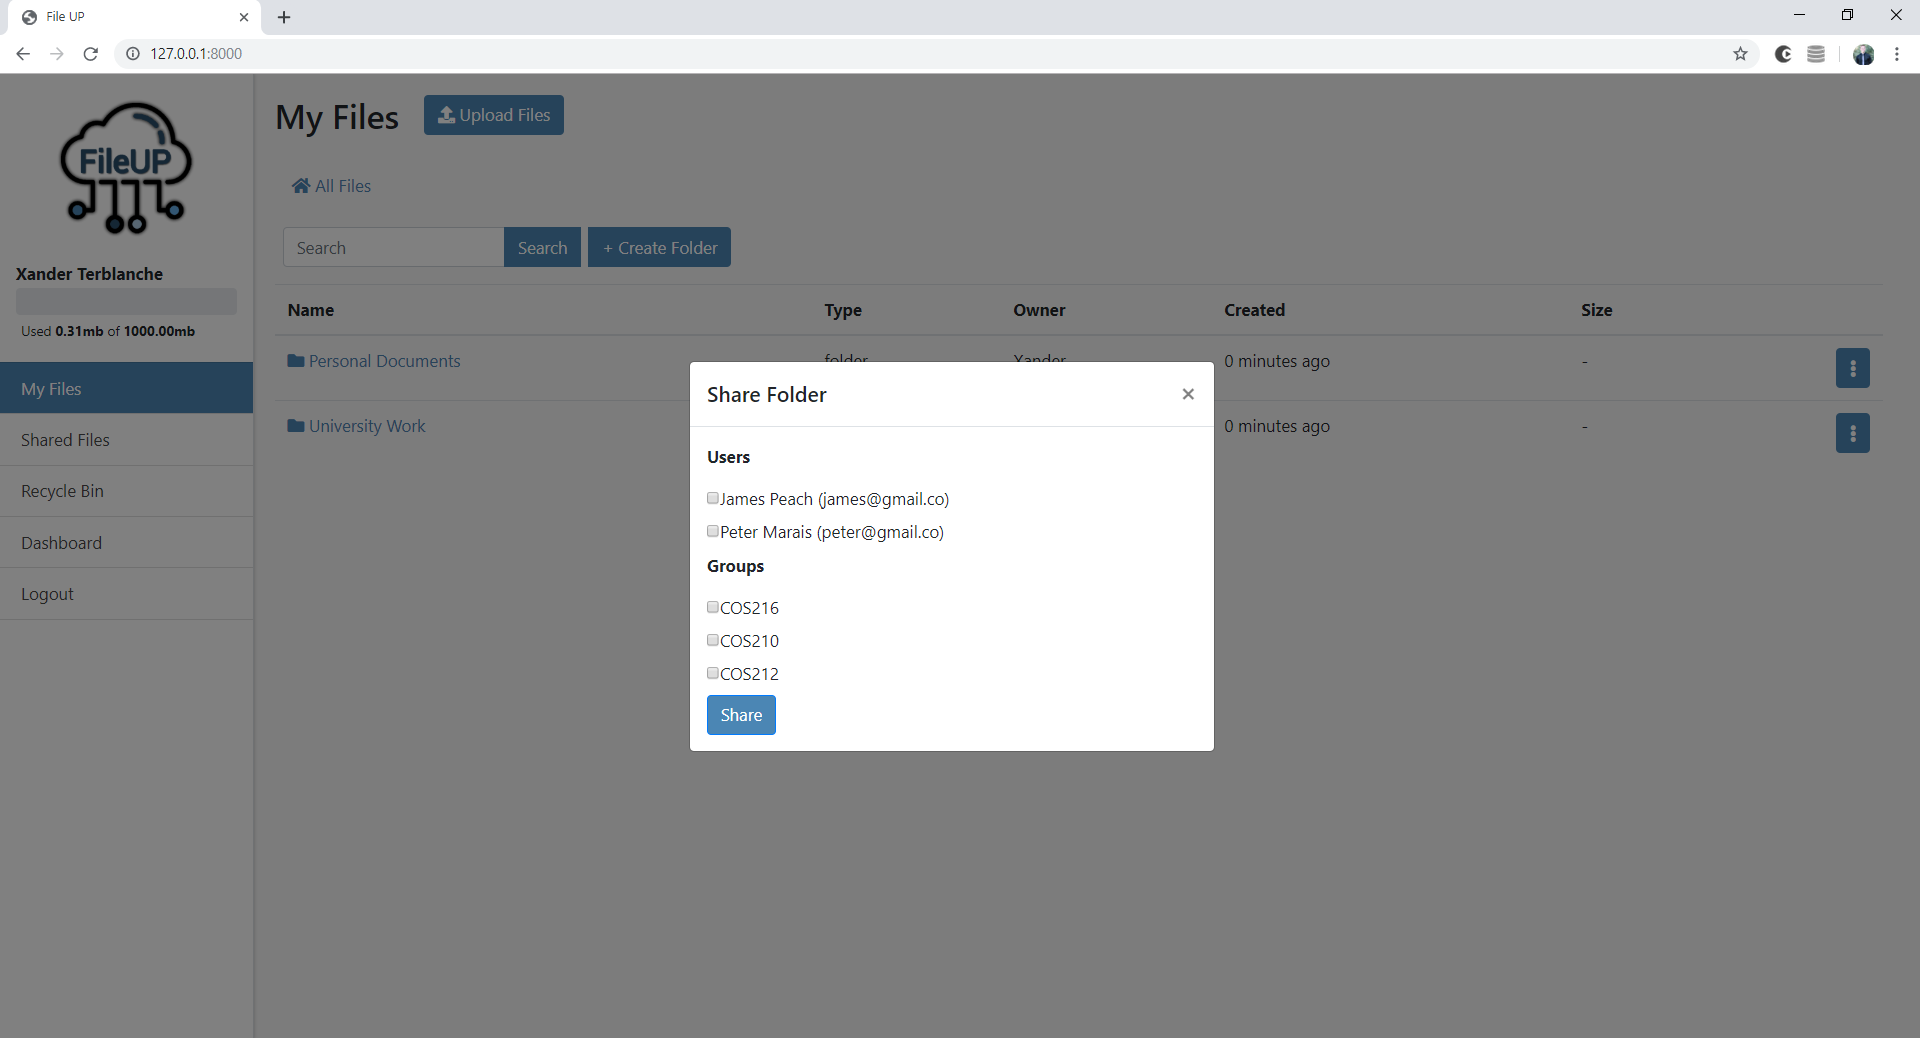 File UP
127.0.0.1:8000
FileUP
Xander Terblanche
Used 0.31mb of 1000.00mb
My Files
Shared Files
Recycle Bin
Dashboard
Logout
My Files
Upload Files
All Files
Search
Search
+ Create Folder
Name Type Owner Created Size
Personal Documents folder Xander 0 minutes ago -
University Work 0 minutes ago -
Share Folder
×
Users
James Peach (james@gmail.co)
Peter Marais (peter@gmail.co)
Groups
COS216
COS210
COS212
Share